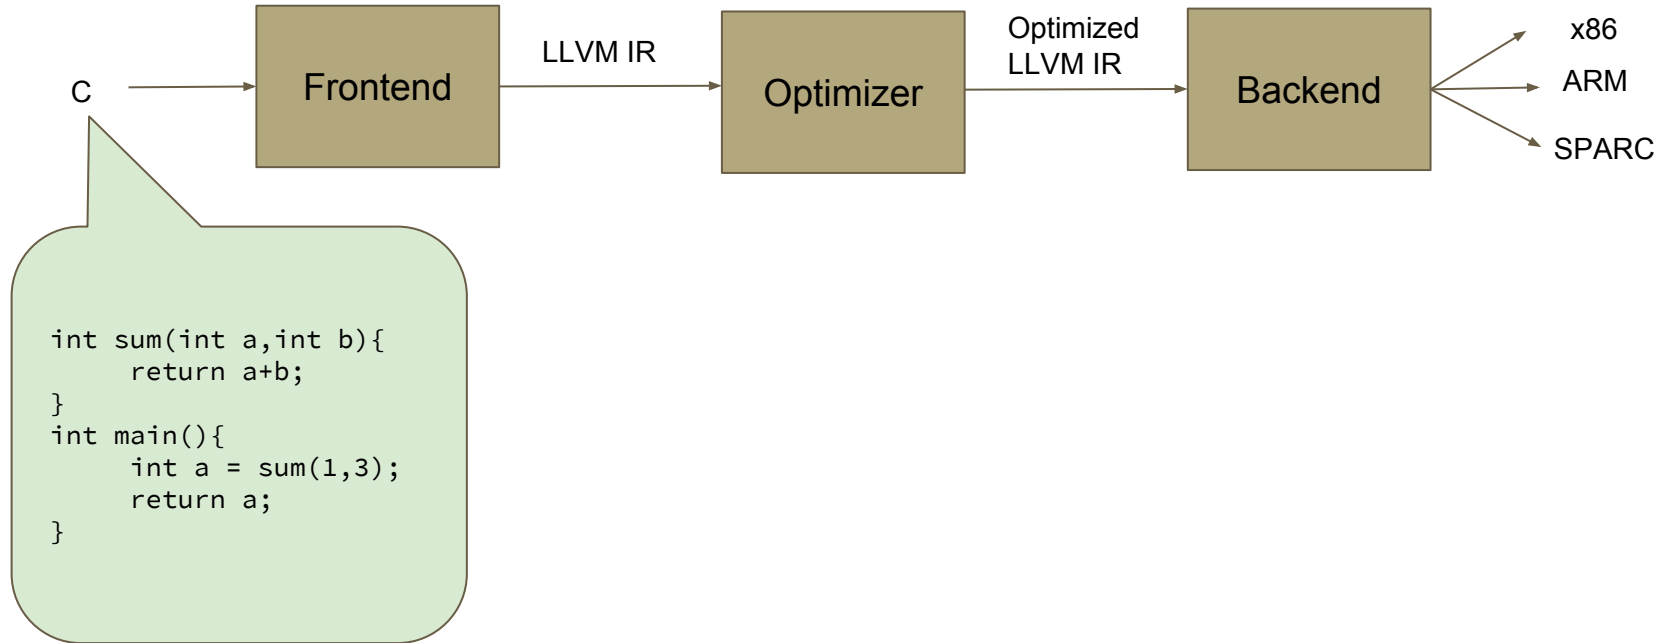 C
Frontend
LLVM IR
Optimizer
Optimized
LLVM IR
Backend
x86
ARM
SPARC
int sum(int a,int b){
     return a+b;
}
int main(){
     int a = sum(1,3);
     return a;
}